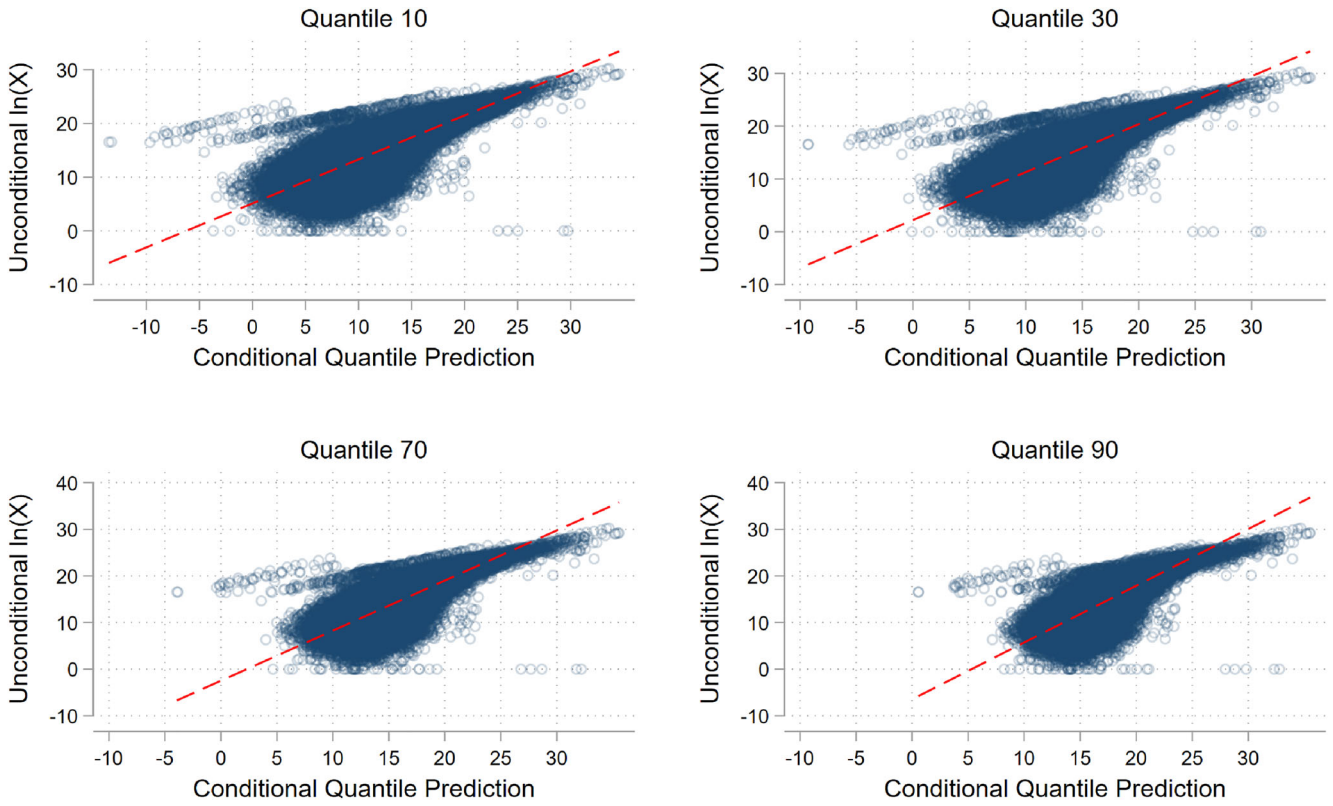 Quantile 10
Unconditional ln(X)
30
20
10
0
-10
-10 -5 0 5 10 15 20 25 30
Conditional Quantile Prediction
Quantile 30
Unconditional ln(X)
30
20
10
0
-10
-10 -5 0 5 10 15 20 25 30
Conditional Quantile Prediction
Quantile 70
Unconditional ln(X)
40
30
20
10
0
-10
-10 -5 0 5 10 15 20 25 30
Conditional Quantile Prediction
Quantile 90
Unconditional ln(X)
40
30
20
10
0
-10
-10 -5 0 5 10 15 20 25 30
Conditional Quantile Prediction